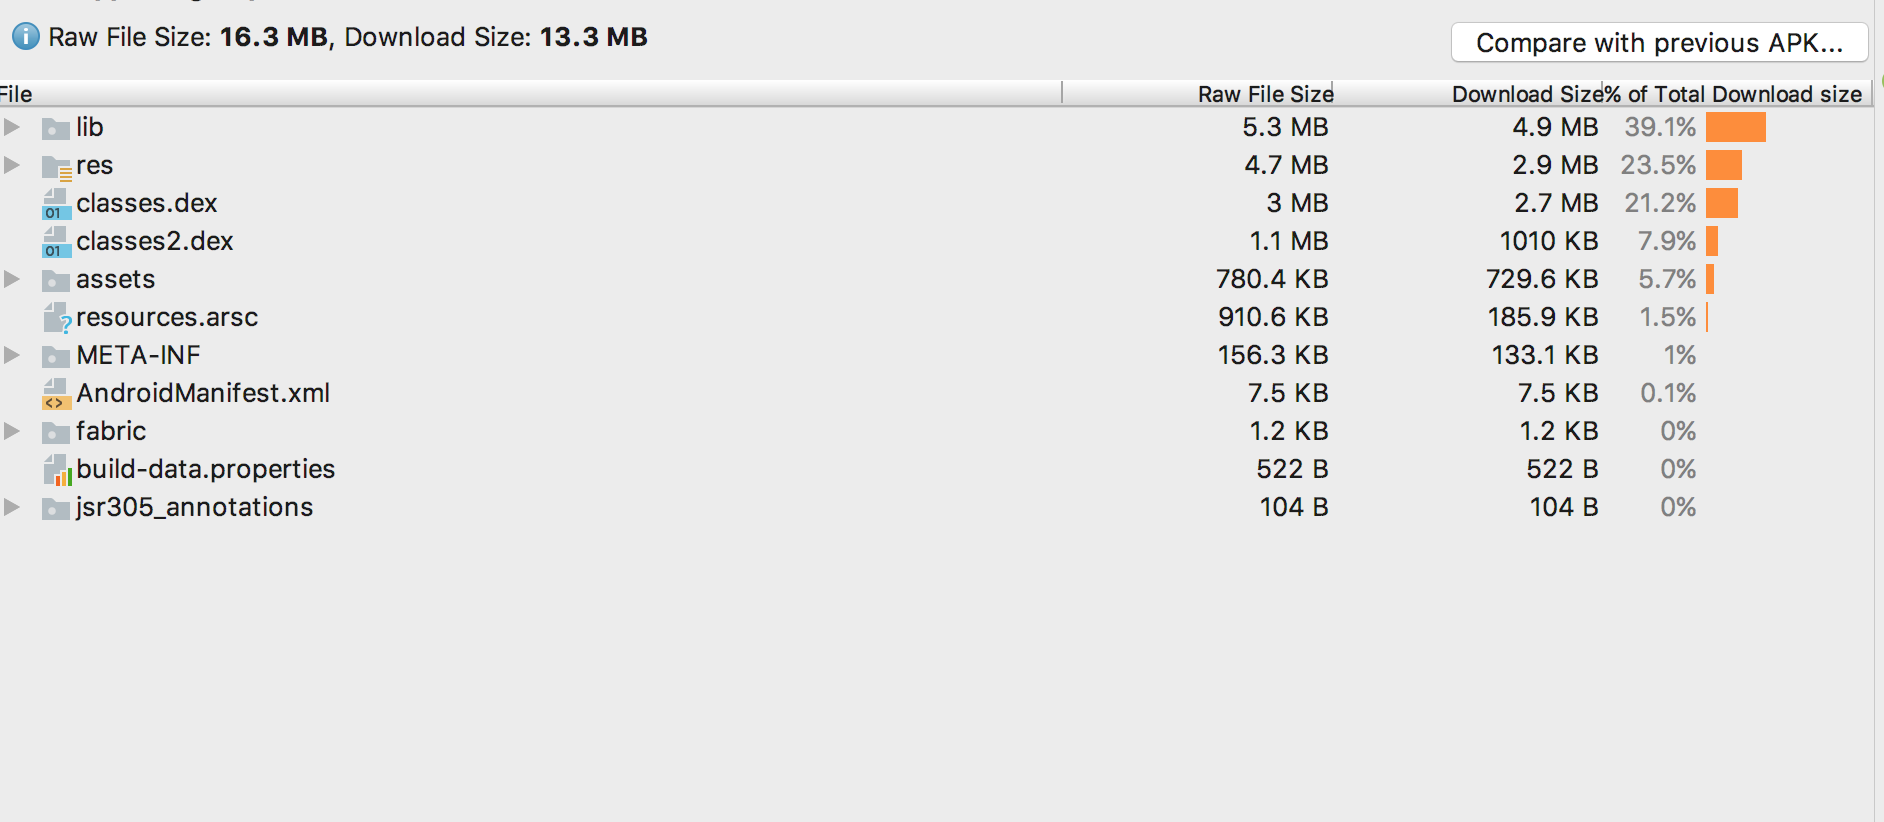 Raw File Size: 16.3 MB, Download Size: 13.3 MB
Compare with previous APK...
File Raw File Size Download Size % of Total Download size
lib 5.3 MB 4.9 MB 39.1%
res 4.7 MB 2.9 MB 23.5%
classes.dex 3 MB 2.7 MB 21.2%
classes2.dex 1.1 MB 1010 KB 7.9%
assets 780.4 KB 729.6 KB 5.7%
resources.arsc 910.6 KB 185.9 KB 1.5%
META-INF 156.3 KB 133.1 KB 1%
AndroidManifest.xml 7.5 KB 7.5 KB 0.1%
fabric 1.2 KB 1.2 KB 0%
build-data.properties 522 B 522 B 0%
jsr305_annotations 104 B 104 B 0%